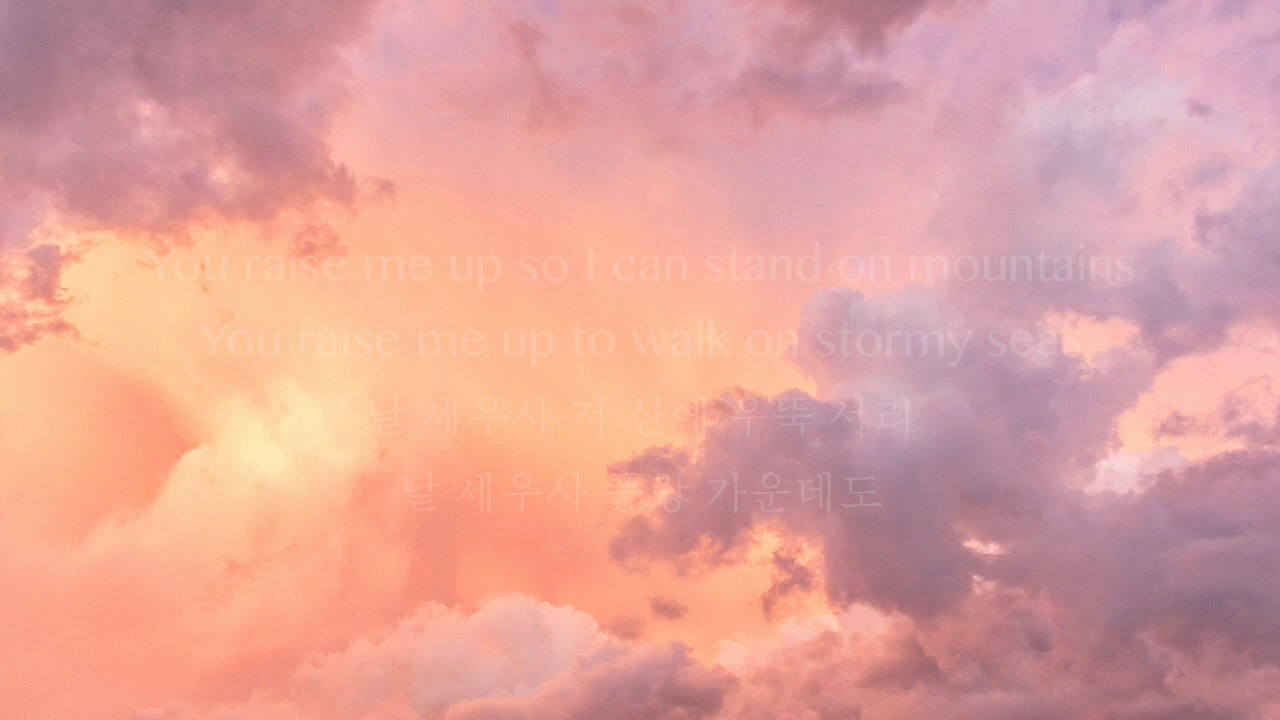 You raise me up so I can stand on mountains
You raise me up to walk on stormy seas
날 세우사 저 산에 우뚝 서리
날 세우사 풍랑 가운데도